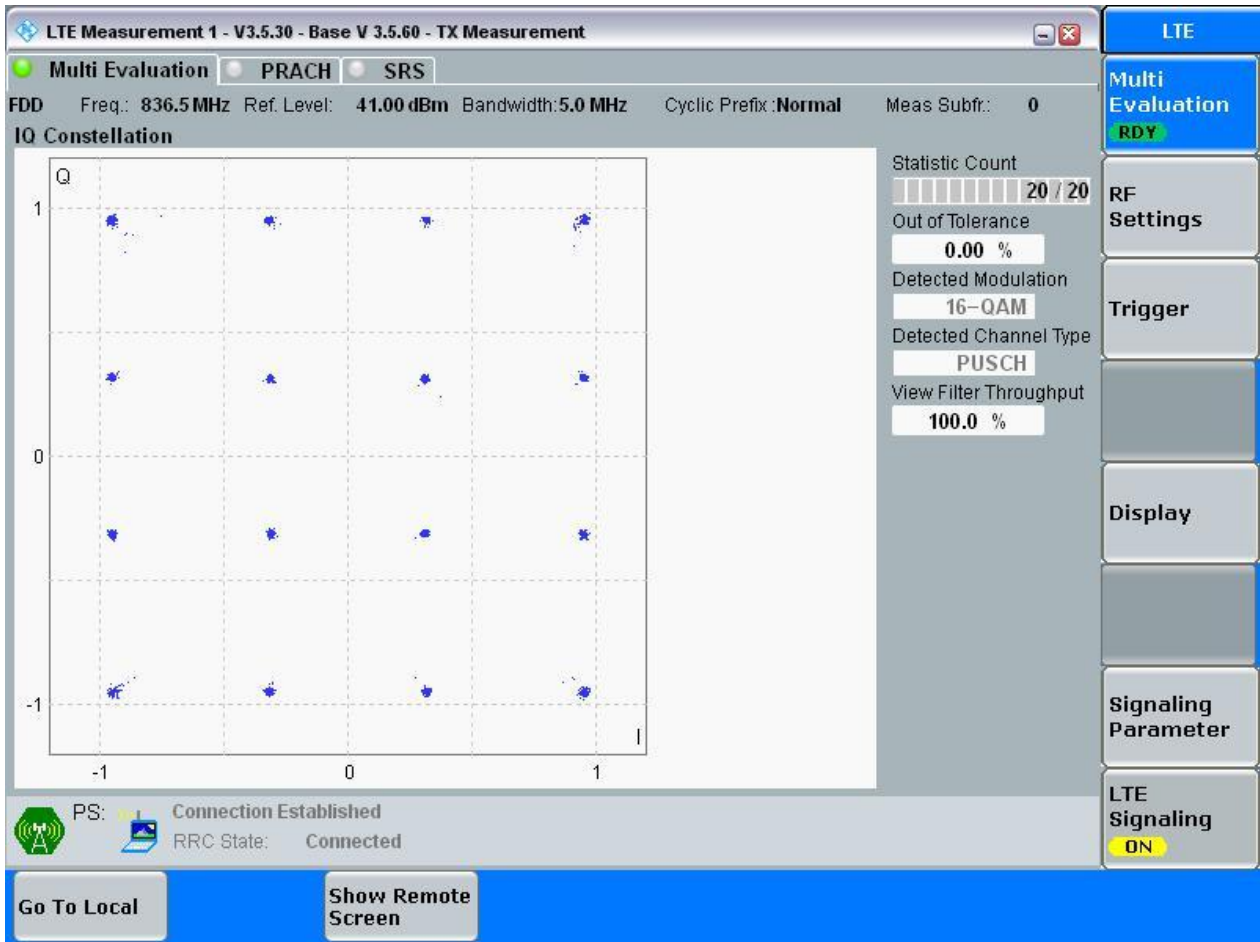 LTE Measurement 1 - V3.5.30 - Base V 3.5.60 - TX Measurement
LTE
Multi Evaluation PRACH SRS
FDD Freq.: 836.5 MHz Ref. Level: 41.00 dBm Bandwidth: 5.0 MHz Cyclic Prefix : Normal Meas Subfr.: 0
IQ Constellation
Q
1
0
-1
I
-1 0 1
Statistic Count
20 / 20
Out of Tolerance
0.00 %
Detected Modulation
16-QAM
Detected Channel Type
PUSCH
View Filter Throughput
100.0 %
Multi
Evaluation
RDY
RF
Settings
Trigger
Display
Signaling
Parameter
LTE
Signaling
ON
PS: Connection Established
RRC State: Connected
Go To Local
Show Remote
Screen